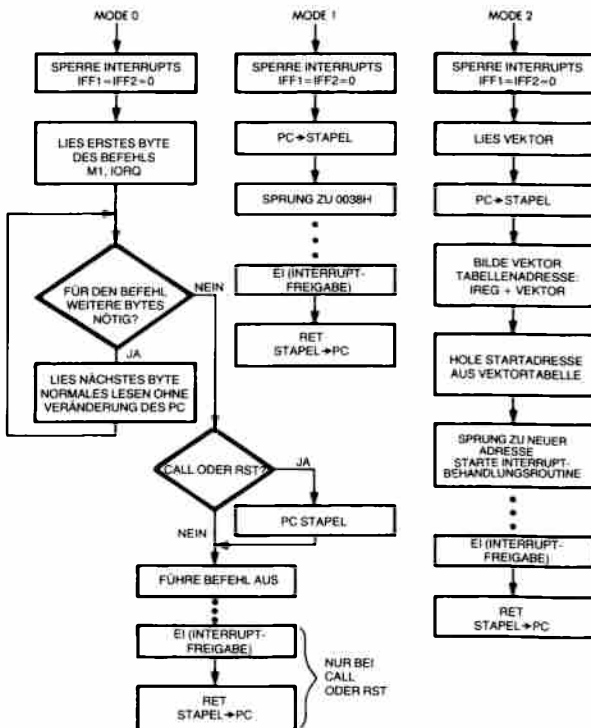 MODE 0
SPERRE INTERRUPTS
IFF1=IFF2=0
LIES ERSTES BYTE
DES BEFEHLS
M1, IORQ
FÜR DEN BEFEHL
WEITERE BYTES
NÖTIG?
NEIN
JA
LIES NÄCHSTES BYTE
NORMALES LESEN OHNE
VERÄNDERUNG DES PC
CALL ODER RST?
JA
PC STAPEL
NEIN
FÜHRE BEFEHL AUS
EI (INTERRUPT-
FREIGABE)
RET
STAPEL→PC
NUR BEI
CALL
ODER RST
MODE 1
SPERRE INTERRUPTS
IFF1=IFF2=0
PC→STAPEL
SPRUNG ZU 0038H
EI (INTERRUPT-
FREIGABE)
RET
STAPEL→PC
MODE 2
SPERRE INTERRUPTS
IFF1=IFF2=0
LIES VEKTOR
PC→STAPEL
BILDE VEKTOR
TABELLENADRESSE:
IREG + VEKTOR
HOLE STARTADRESSE
AUS VEKTORTABELLE
SPRUNG ZU NEUER
ADRESSE
STARTE INTERRUPT-
BEHANDLUNGSROUTINE
EI (INTERRUPT-
FREIGABE)
RET
STAPEL→PC